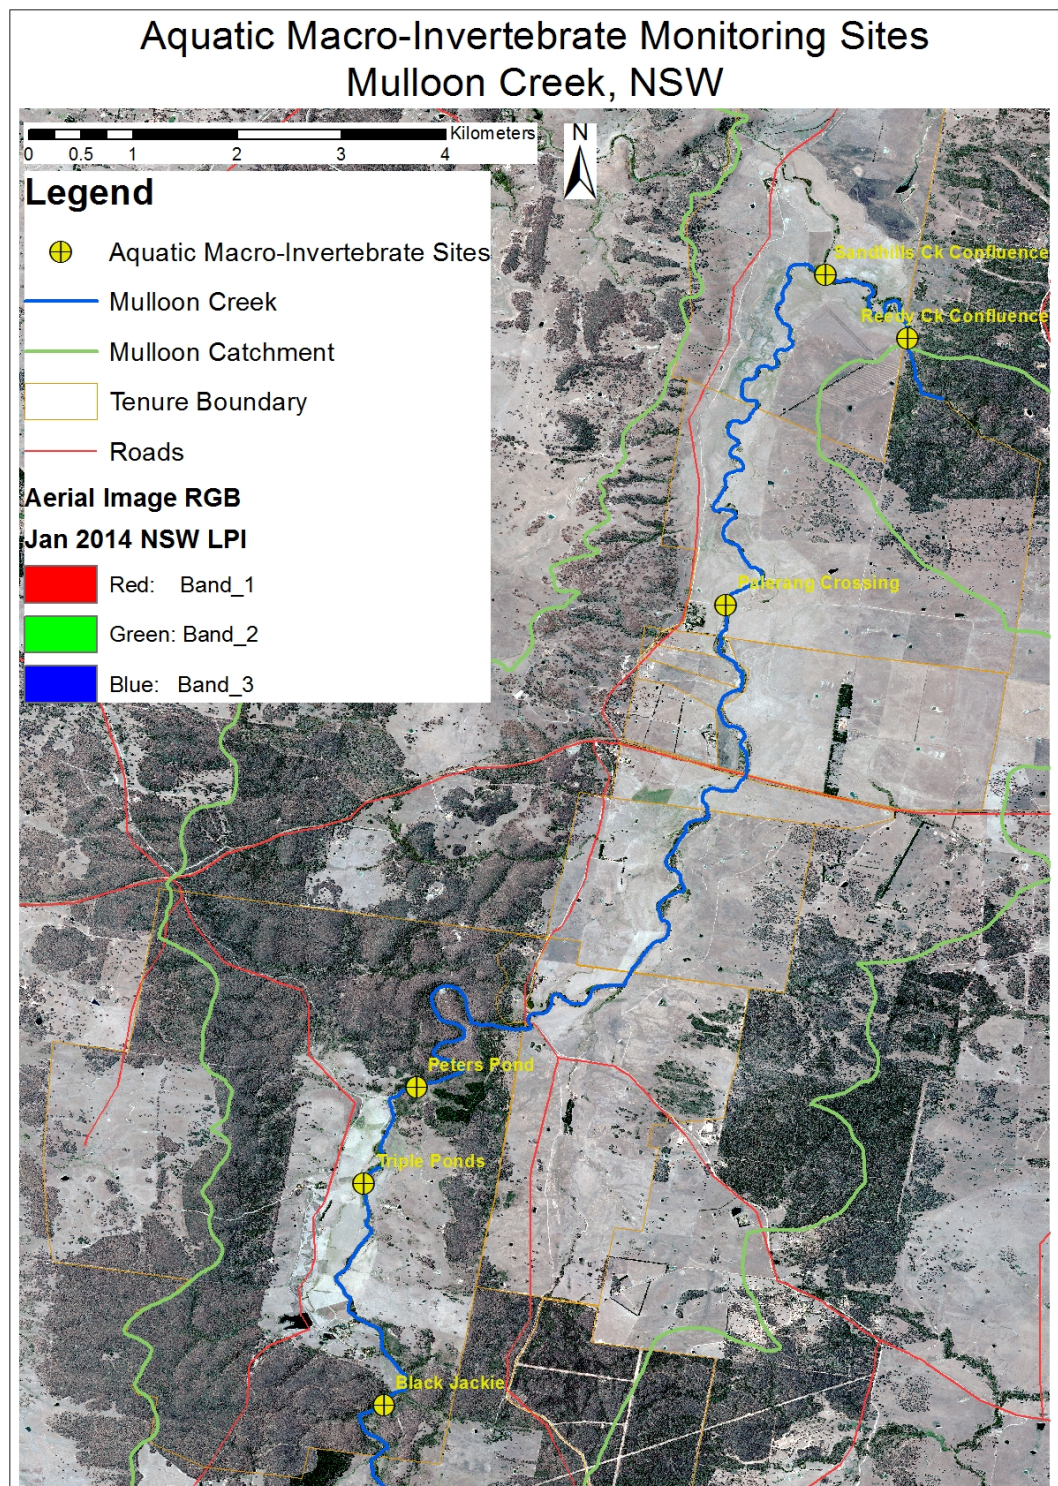 Aquatic Macro-Invertebrate Monitoring Sites
Mulloon Creek, NSW
Kilometers
0 0.5 1 2 3 4
N
Legend
Aquatic Macro-Invertebrate Sites
Mulloon Creek
Mulloon Catchment
Tenure Boundary
Roads
Aerial Image RGB
Jan 2014 NSW LPI
Red: Band_1
Green: Band_2
Blue: Band_3
Sandhills Ck Confluence
Reedy Ck Confluence
Palerang Crossing
Peters Pond
Triple Ponds
Black Jackie